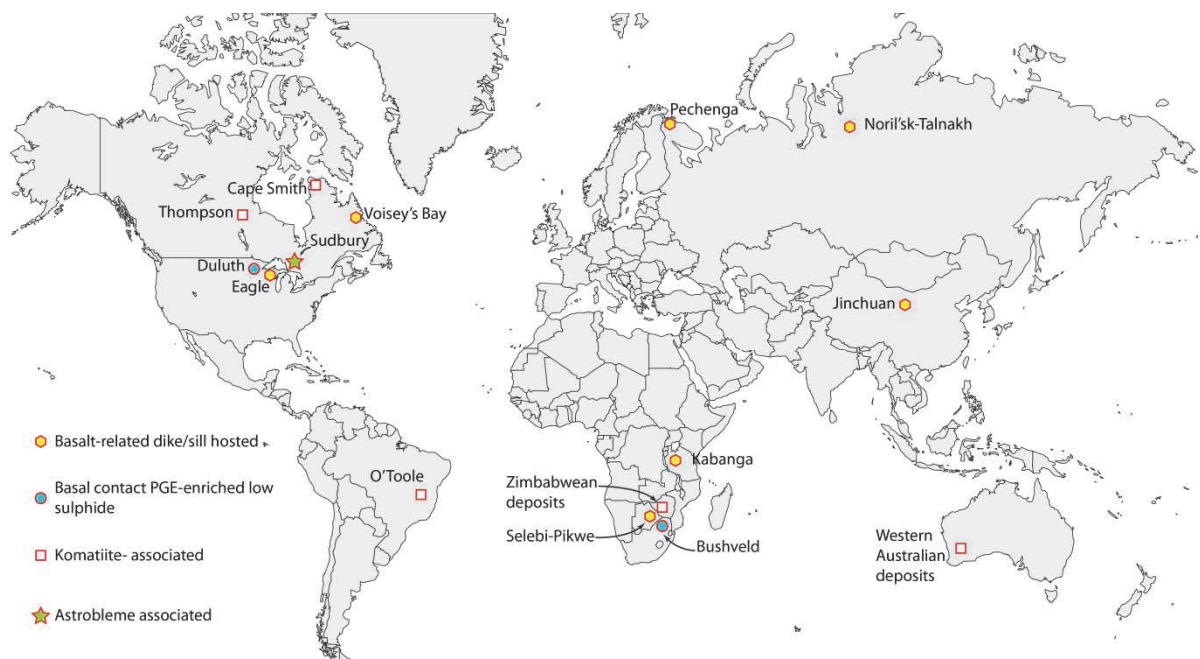 Pechenga
Noril'sk-Talnakh
Cape Smith
Thompson
Voisey's Bay
Sudbury
Duluth
Eagle
Jinchuan
Basalt-related dike/sill hosted
Basal contact PGE-enriched low
sulphide
Komatiite- associated
Astrobleme associated
O'Toole
Kabanga
Zimbabwean
deposits
Selebi-Pikwe
Bushveld
Western
Australian
deposits